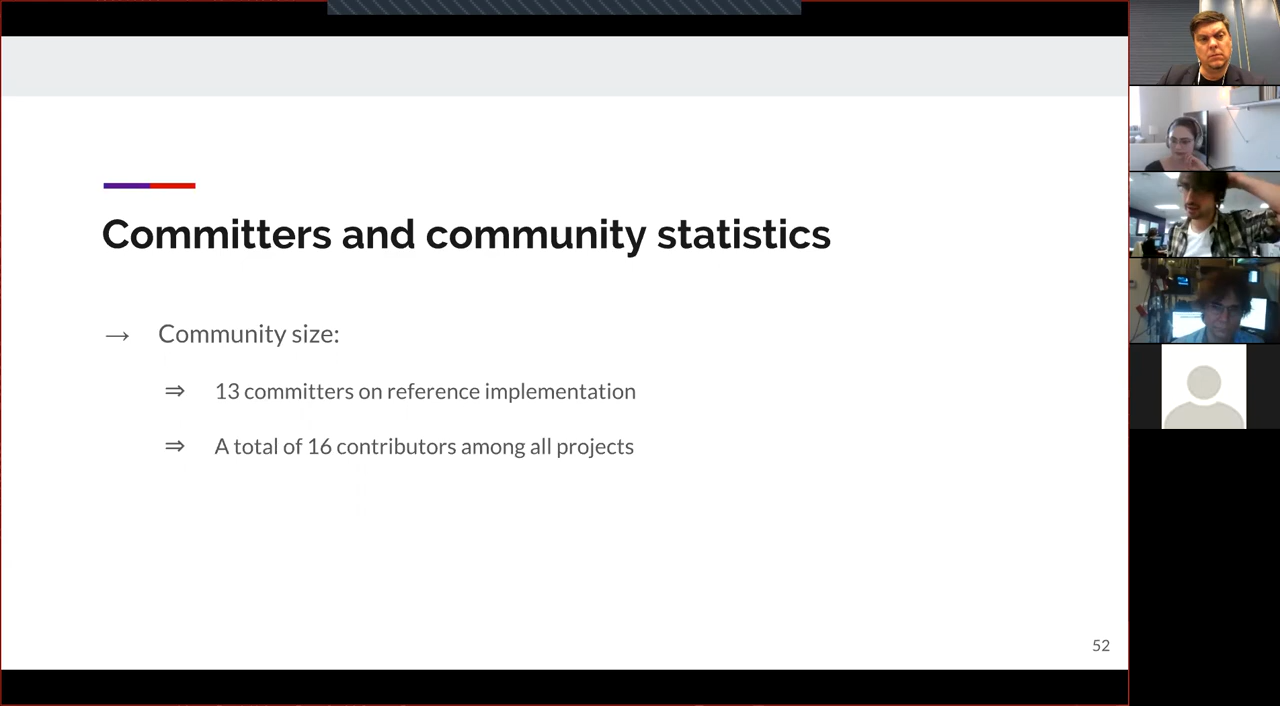 Committers and community statistics
→ Community size:
⇒ 13 committers on reference implementation
⇒ A total of 16 contributors among all projects
52